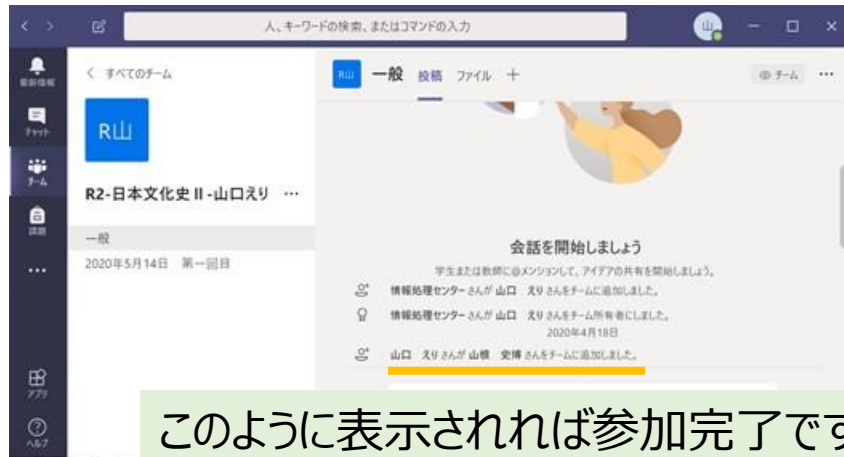 人、キーワードの検索、またはコマンドの入力
山
最新情報
チャット
チーム
課題
アプリ
ヘルプ
すべてのチーム
R山
R2-日本文化史Ⅱ-山口えり
一般
2020年5月14日 第一回目
R山 一般 投稿 ファイル
チーム
会話を開始しましょう
学生または教師に@メンションして、アイデアの共有を開始しましょう。
情報処理センター さんが 山口 えり さんをチームに追加しました。
情報処理センター さんが 山口 えり さんをチーム所有者にしました。
2020年4月18日
山口 えり さんが 山根 史博 さんをチームに追加しました。
このように表示されれば参加完了です